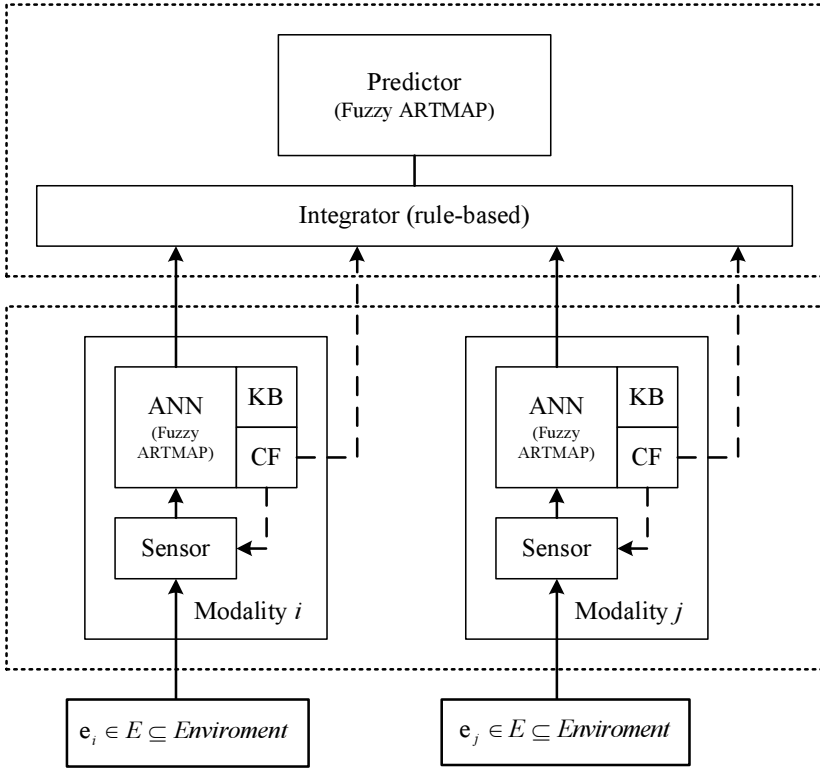 Predictor
(Fuzzy ARTMAP)
Integrator (rule-based)
ANN
(Fuzzy
ARTMAP)
KB
CF
Sensor
Modality i
ANN
(Fuzzy
ARTMAP)
KB
CF
Sensor
Modality j
e_i ∈ E ⊆ Enviroment
e_j ∈ E ⊆ Enviroment